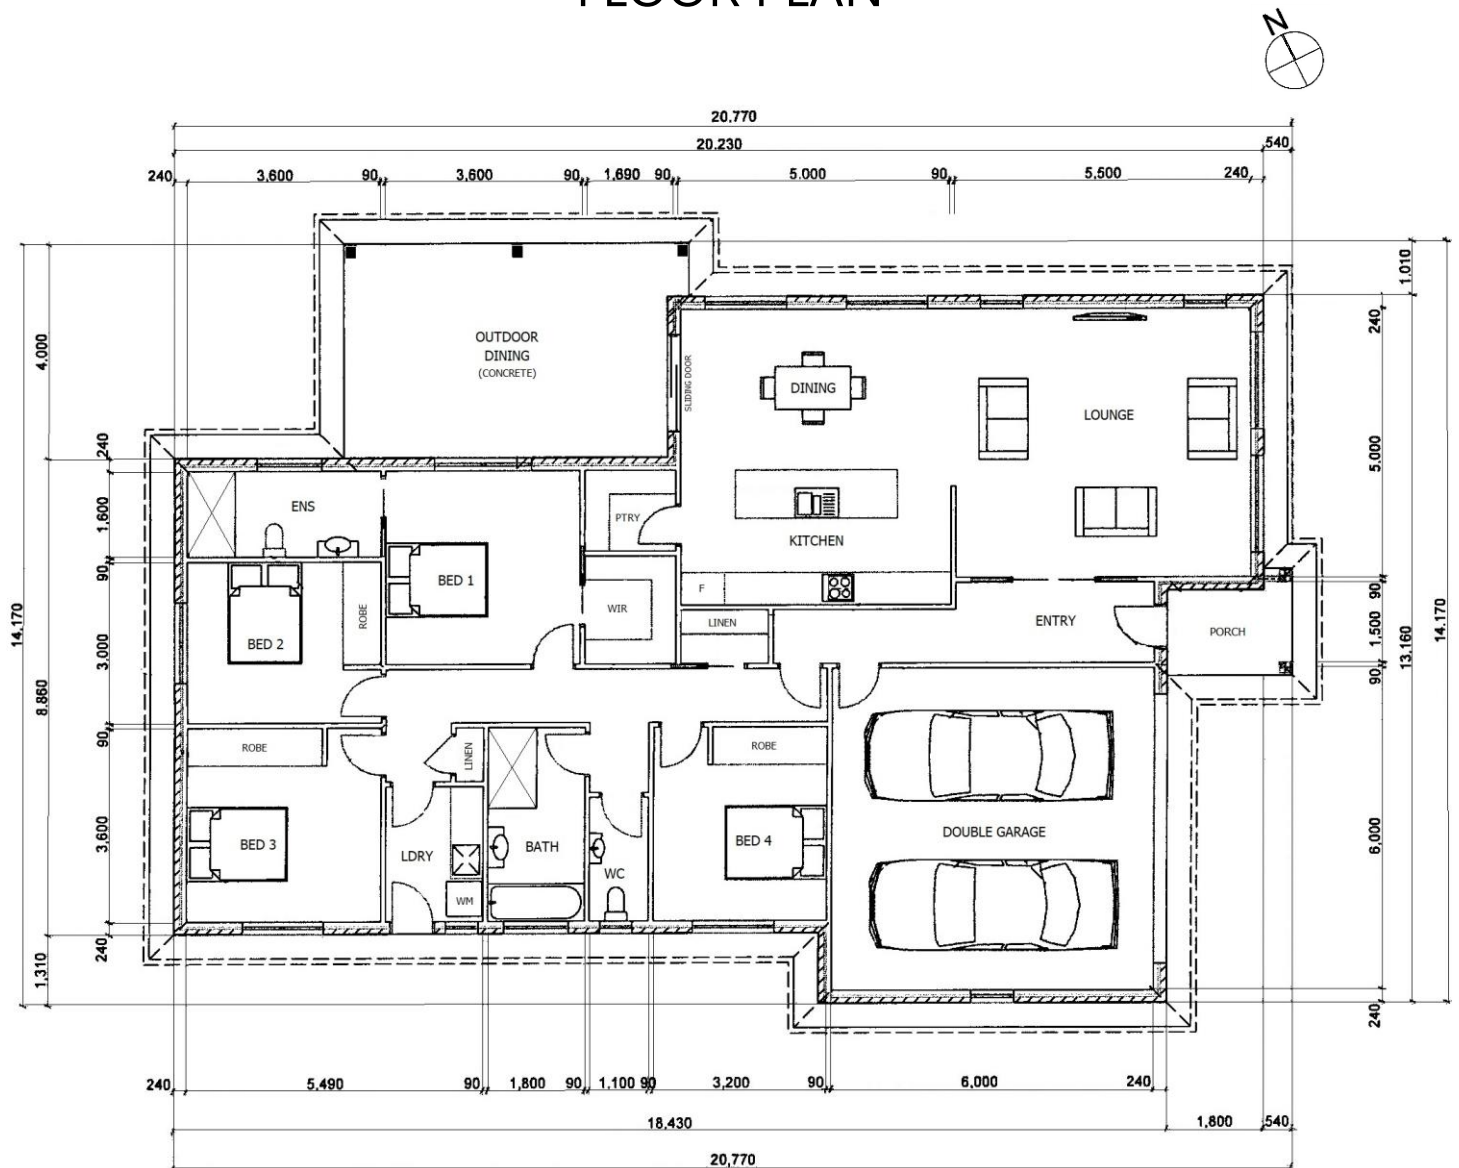 FLOOR PLAN
N
20,770
20.230
540
240
3,600
90
3,600
90
1,690
90
5.000
90
5,500
240
1.010
240
5.000
90
1,500
90
6,000
240
13.160
14.170
4.000
8.860
1.310
14.170
240
1.600
90
3.000
90
3.600
240
OUTDOOR
DINING
(CONCRETE)
SLIDING DOOR
DINING
LOUNGE
ENS
PTRY
KITCHEN
BED 1
F
WIR
ROBE
BED 2
LINEN
ENTRY
PORCH
ROBE
LINEN
ROBE
BED 3
LDRY
BATH
WC
BED 4
DOUBLE GARAGE
WM
240
5,490
90
1,800
90
1,100
90
3,200
90
6,000
240
18.430
1,800
540
20,770